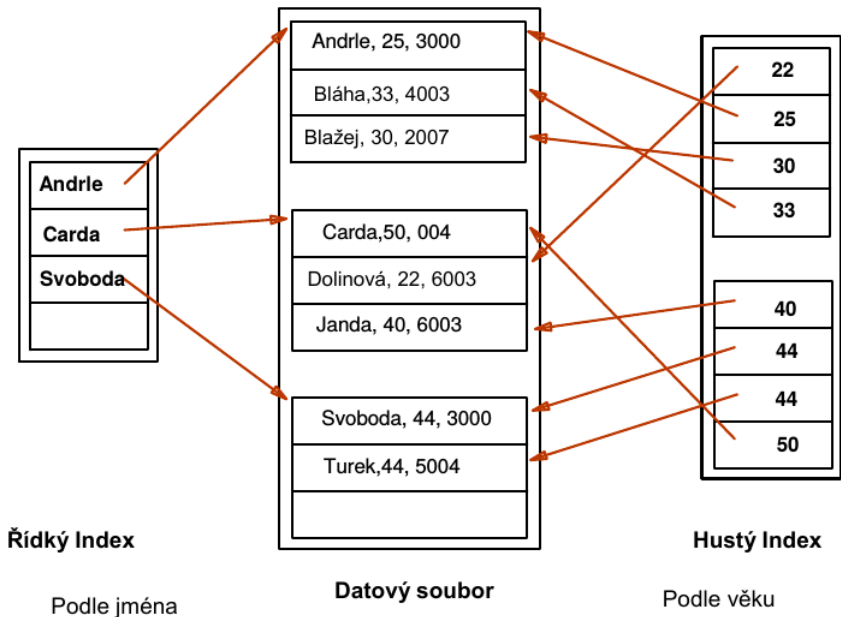 Andrle
Carda
Svoboda
Řídký Index
Podle jména
Andrle, 25, 3000
Bláha,33, 4003
Blažej, 30, 2007
Carda,50, 004
Dolinová, 22, 6003
Janda, 40, 6003
Svoboda, 44, 3000
Turek,44, 5004
Datový soubor
22
25
30
33
40
44
44
50
Hustý Index
Podle věku